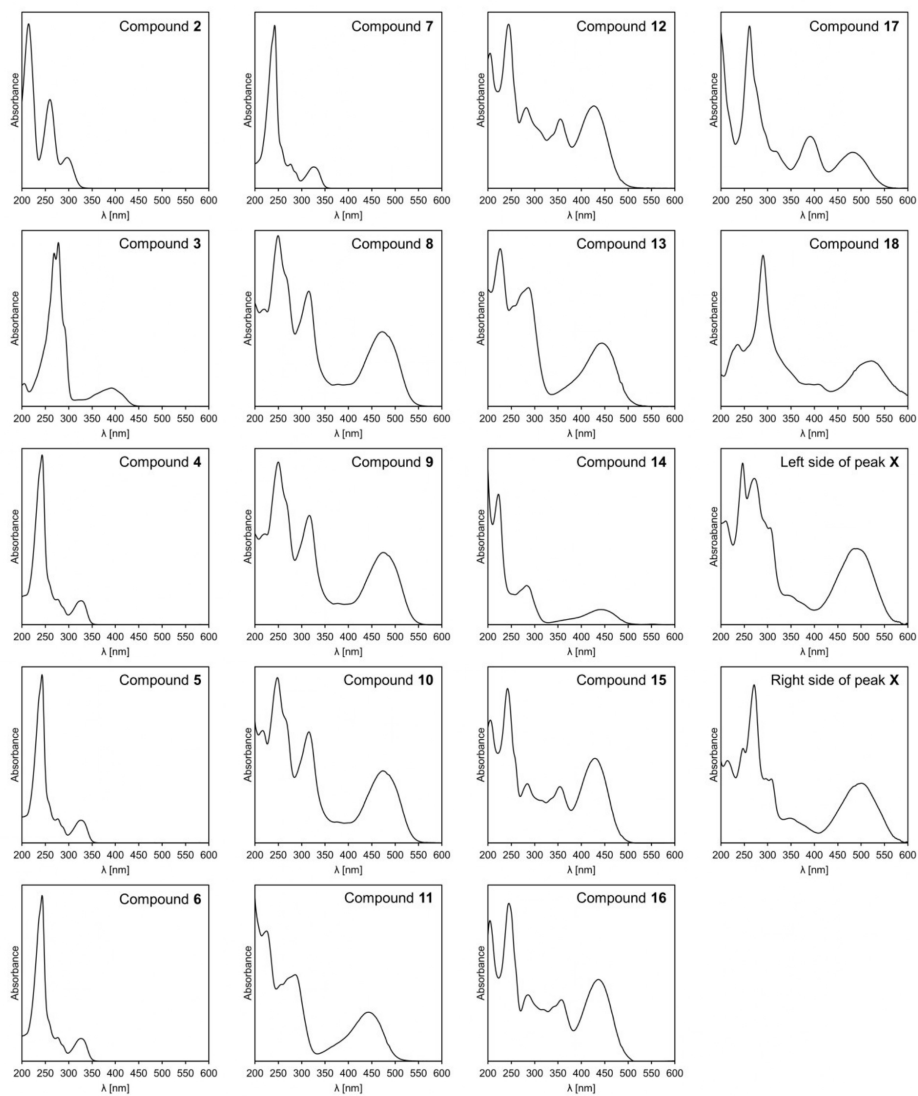 Compound 2
Absorbance
200 250 300 350 400 450 500 550 600
λ [nm]
Compound 7
Absorbance
200 250 300 350 400 450 500 550 600
λ [nm]
Compound 12
Absorbance
200 250 300 350 400 450 500 550 600
λ [nm]
Compound 17
Absorbance
200 250 300 350 400 450 500 550 600
λ [nm]
Compound 3
Absorbance
200 250 300 350 400 450 500 550 600
λ [nm]
Compound 8
Absorbance
200 250 300 350 400 450 500 550 600
λ [nm]
Compound 13
Absorbance
200 250 300 350 400 450 500 550 600
λ [nm]
Compound 18
Absorbance
200 250 300 350 400 450 500 550 600
λ [nm]
Compound 4
Absorbance
200 250 300 350 400 450 500 550 600
λ [nm]
Compound 9
Absorbance
200 250 300 350 400 450 500 550 600
λ [nm]
Compound 14
Absorbance
200 250 300 350 400 450 500 550 600
λ [nm]
Left side of peak X
Absroabance
200 250 300 350 400 450 500 550 600
λ [nm]
Compound 5
Absorbance
200 250 300 350 400 450 500 550 600
λ [nm]
Compound 10
Absorbance
200 250 300 350 400 450 500 550 600
λ [nm]
Compound 15
Absorbance
200 250 300 350 400 450 500 550 600
λ [nm]
Right side of peak X
Absorbance
200 250 300 350 400 450 500 550 600
λ [nm]
Compound 6
Absorbance
200 250 300 350 400 450 500 550 600
λ [nm]
Compound 11
Absorbance
200 250 300 350 400 450 500 550 600
λ [nm]
Compound 16
Absorbance
200 250 300 350 400 450 500 550 600
λ [nm]